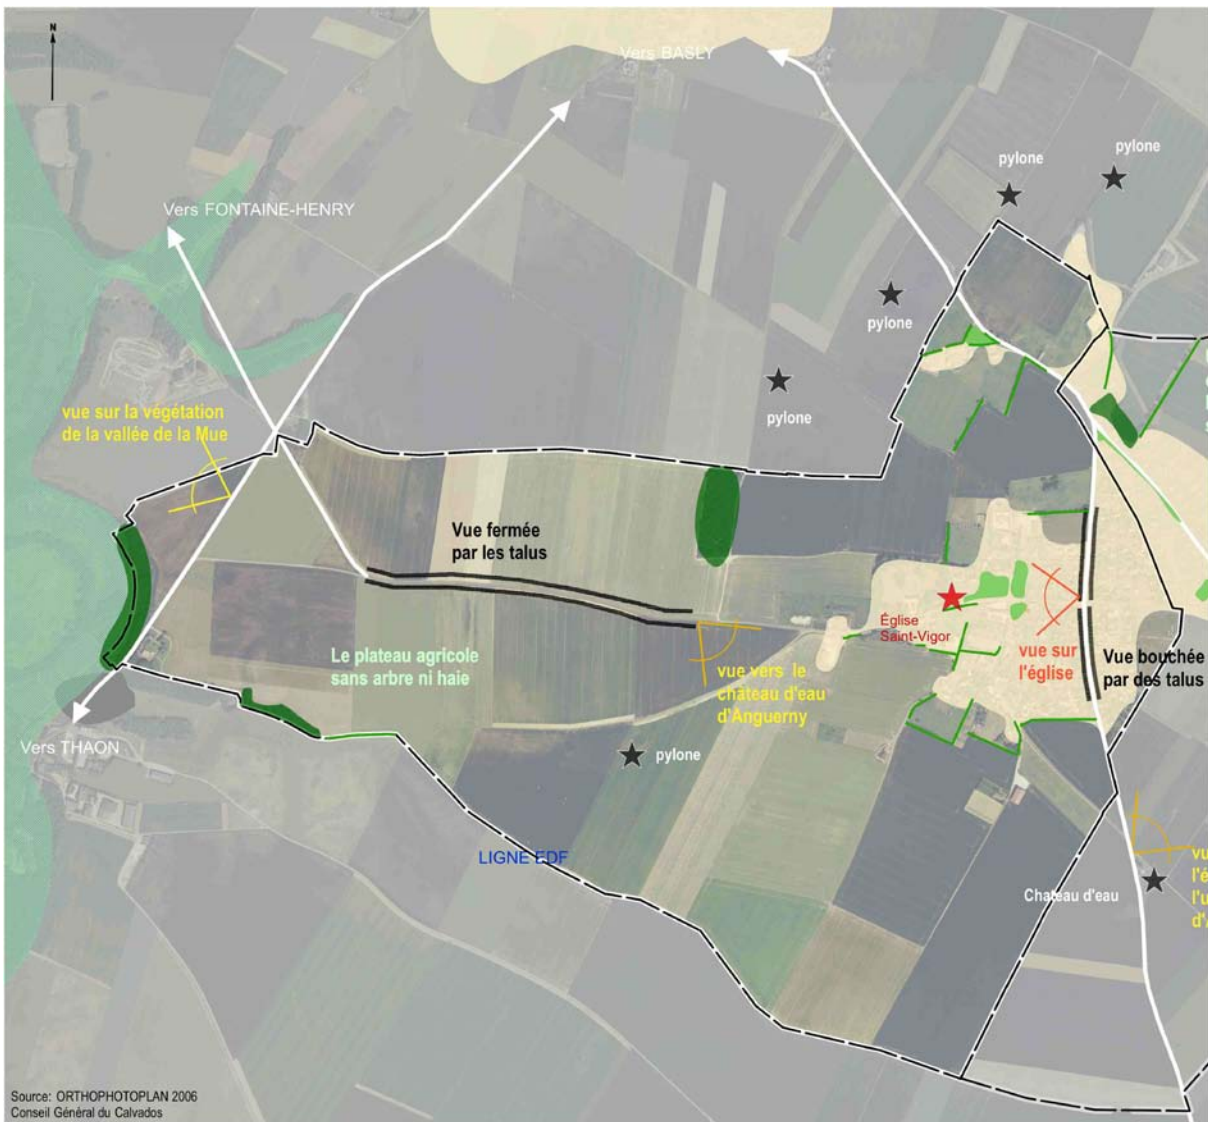 N
Vers BASLY
pylone
pylone
Vers FONTAINE-HENRY
pylone
pylone
vue sur la végétation
de la vallée de la Mue
Vue fermée
par les talus
Église
Saint-Vigor
Le plateau agricole
sans arbre ni haie
vue vers le
château d'eau
d'Anguerny
vue sur
l'église
Vue bouchée
par des talus
Vers THAON
pylone
LIGNE EDF
Chateau d'eau
Source: ORTHOPHOTOPLAN 2006
Conseil Général du Calvados